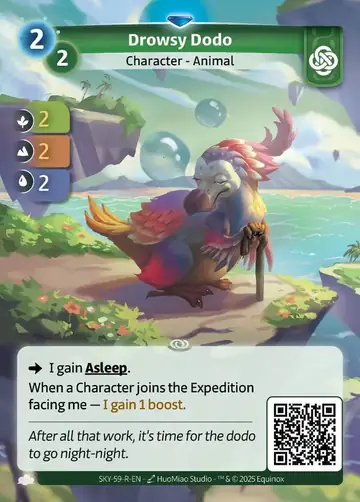 2
Drowsy Dodo
2
Character - Animal
2
2
2
➜ I gain Asleep.
When a Character joins the Expedition
facing me — I gain 1 boost.
After all that work, it's time for the dodo
to go night-night.
SKY-59-R-EN - HuoMiao Studio - ™ & © 2025 Equinox